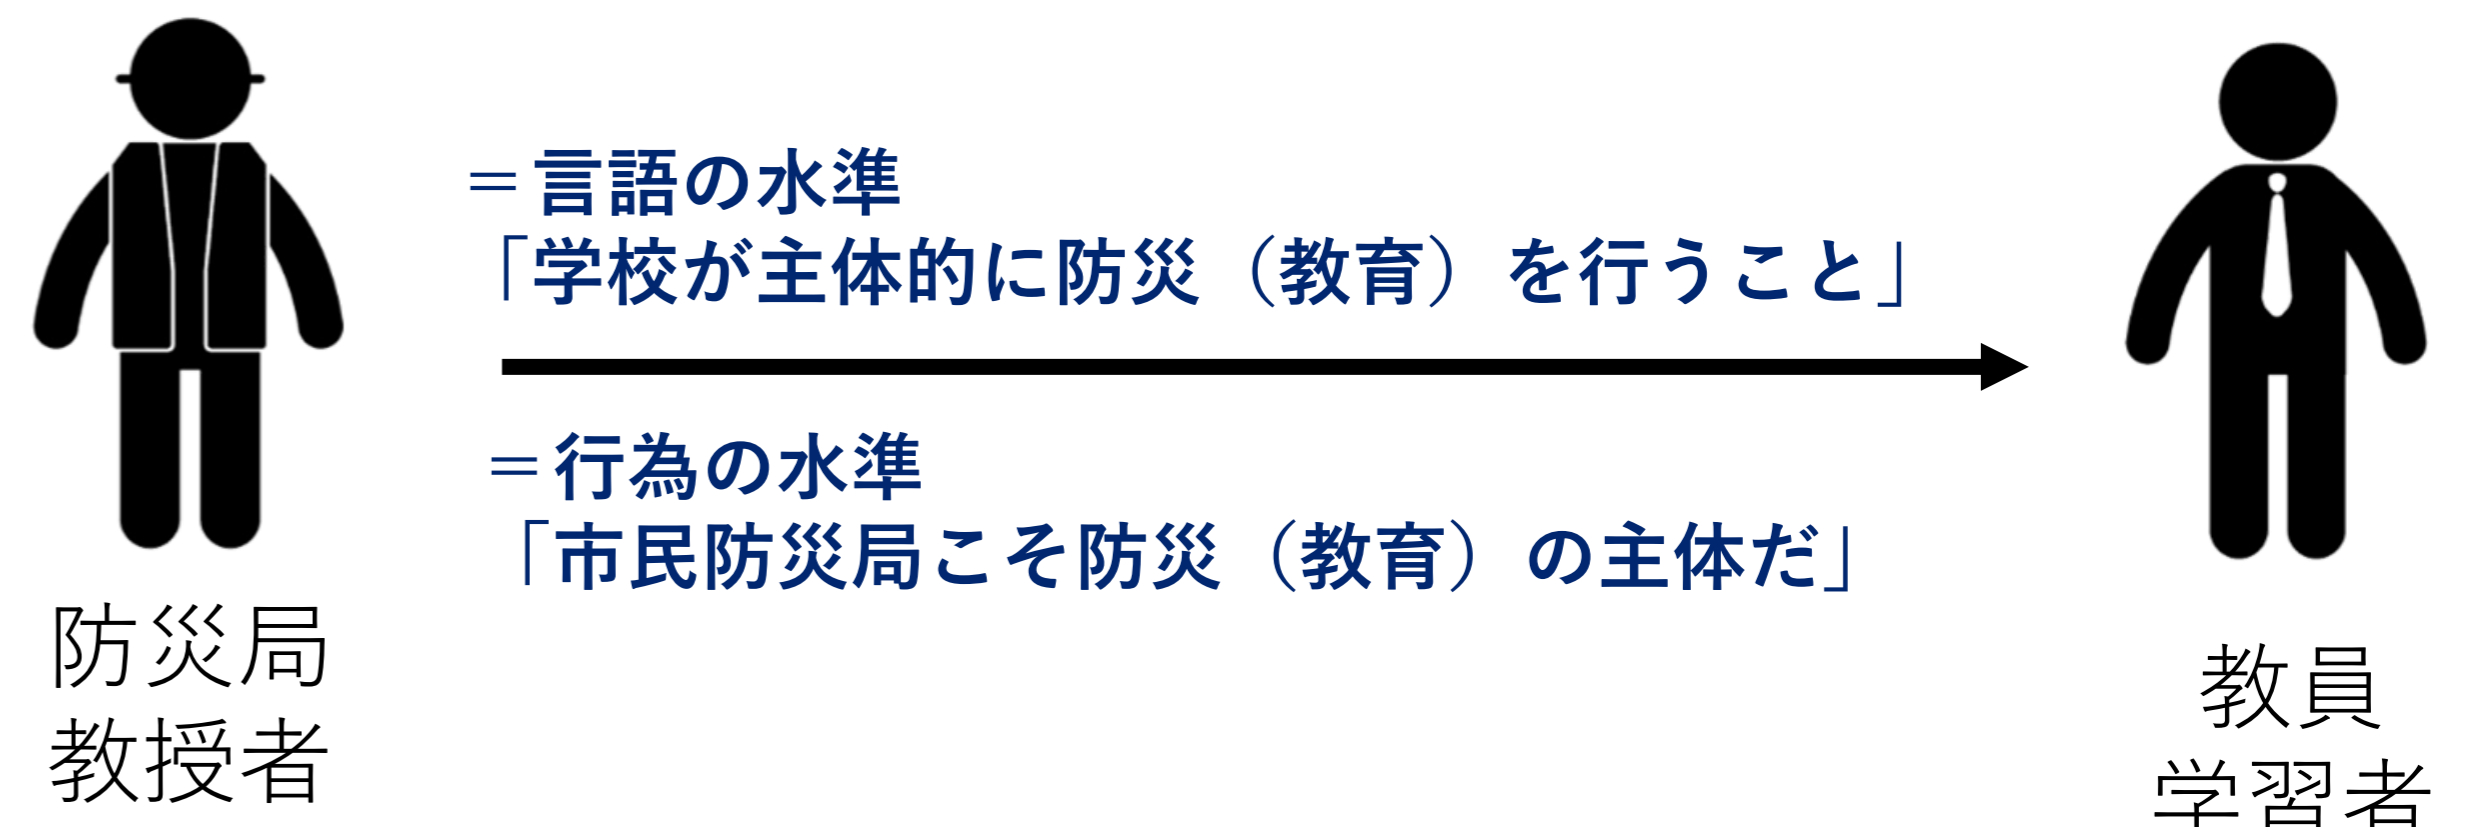 ＝言語の水準
「学校が主体的に防災（教育）を行うこと」
＝行為の水準
「市民防災局こそ防災（教育）の主体だ」
防災局
教授者
教員
学習者